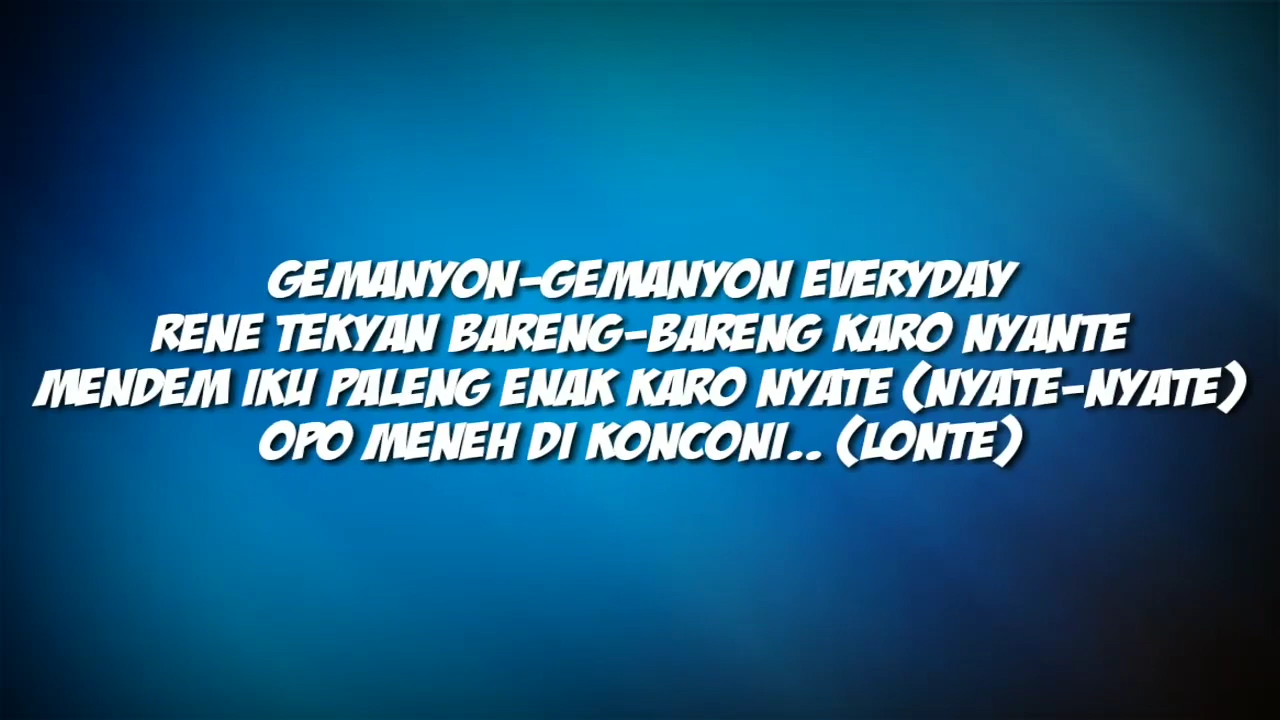 GEMANYON-GEMANYON EVERYDAY
RENE TEKYAN BARENG-BARENG KARO NYANTE
MENDEM IKU PALENG ENAK KARO NYATE (NYATE-NYATE)
OPO MENEH DI KONCONI.. (LONTE)